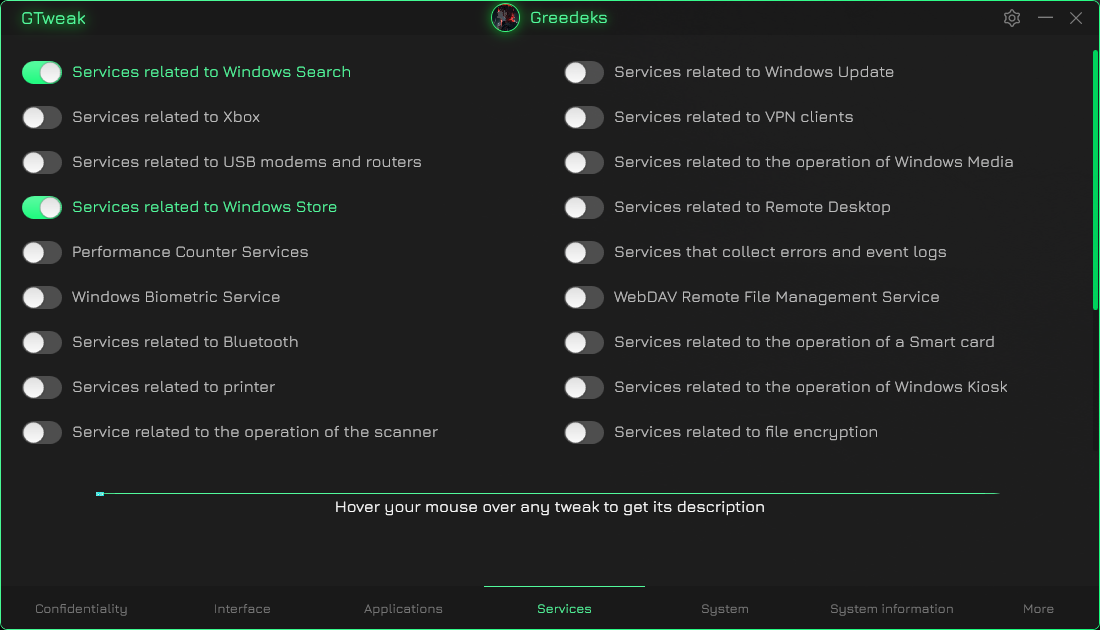 GTweak
Greedeks
Services related to Windows Search
Services related to Windows Update
Services related to Xbox
Services related to VPN clients
Services related to USB modems and routers
Services related to the operation of Windows Media
Services related to Windows Store
Services related to Remote Desktop
Performance Counter Services
Services that collect errors and event logs
Windows Biometric Service
WebDAV Remote File Management Service
Services related to Bluetooth
Services related to the operation of a Smart card
Services related to printer
Services related to the operation of Windows Kiosk
Service related to the operation of the scanner
Services related to file encryption
Hover your mouse over any tweak to get its description
Confidentiality
Interface
Applications
Services
System
System information
More